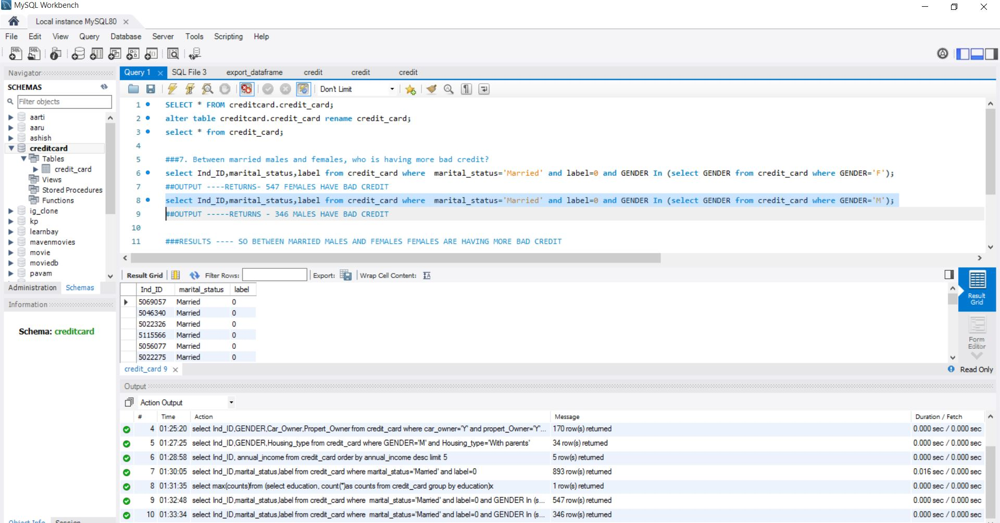 MySQL Workbench
Local instance MySQL80
File Edit View Query Database Server Tools Scripting Help
Navigator
SCHEMAS
Filter objects
aarti
aaru
ashish
creditcard
Tables
credit_card
Views
Stored Procedures
Functions
ig_clone
kp
learnbay
mavenmovies
movie
moviedb
pavam
Administration Schemas
Information
Schema: creditcard
Object Info Session
Query 1 SQL File 3 export_dataframe credit credit credit
Don't Limit
1 SELECT * FROM creditcard.credit_card;
2 alter table creditcard.credit_card rename credit_card;
3 select * from credit_card;
4
5 ###7. Between married males and females, who is having more bad credit?
6 select Ind_ID,marital_status,label from credit_card where  marital_status='Married' and label=0 and GENDER In (select GENDER from credit_card where GENDER='F');
7 ##OUTPUT ----RETURNS- 547 FEMALES HAVE BAD CREDIT
8 select Ind_ID,marital_status,label from credit_card where  marital_status='Married' and label=0 and GENDER In (select GENDER from credit_card where GENDER='M');
9 ##OUTPUT -----RETURNS - 346 MALES HAVE BAD CREDIT
10
11 ###RESULTS ---- SO BETWEEN MARRIED MALES AND FEMALES FEMALES ARE HAVING MORE BAD CREDIT
Result Grid Filter Rows: Export: Wrap Cell Content:
Ind_ID marital_status label
5069057 Married 0
5046340 Married 0
5022326 Married 0
5115566 Married 0
5056077 Married 0
5022275 Married 0
Result
Grid
Form
Editor
credit_card 9 Read Only
Output
Action Output
# Time Action Message Duration / Fetch
4 01:25:20 select Ind_ID,GENDER,Car_Owner,Propert_Owner from credit_card where car_owner='Y' and propert_Owner='Y'... 170 row(s) returned 0.000 sec / 0.000 sec
5 01:27:25 select Ind_ID,GENDER,Housing_type from credit_card where GENDER='M' and Housing_type='With parents' 34 row(s) returned 0.000 sec / 0.000 sec
6 01:28:58 select Ind_ID, annual_income from credit_card order by annual_income desc limit 5 5 row(s) returned 0.000 sec / 0.000 sec
7 01:30:05 select Ind_ID,marital_status,label from credit_card where marital_status='Married' and label=0 893 row(s) returned 0.016 sec / 0.000 sec
8 01:31:35 select max(counts)from (select education, count(*)as counts from credit_card group by education)x 1 row(s) returned 0.000 sec / 0.000 sec
9 01:32:48 select Ind_ID,marital_status,label from credit_card where  marital_status='Married' and label=0 and GENDER In (s... 547 row(s) returned 0.000 sec / 0.000 sec
10 01:33:34 select Ind_ID,marital_status,label from credit_card where  marital_status='Married' and label=0 and GENDER In (s... 346 row(s) returned 0.000 sec / 0.000 sec